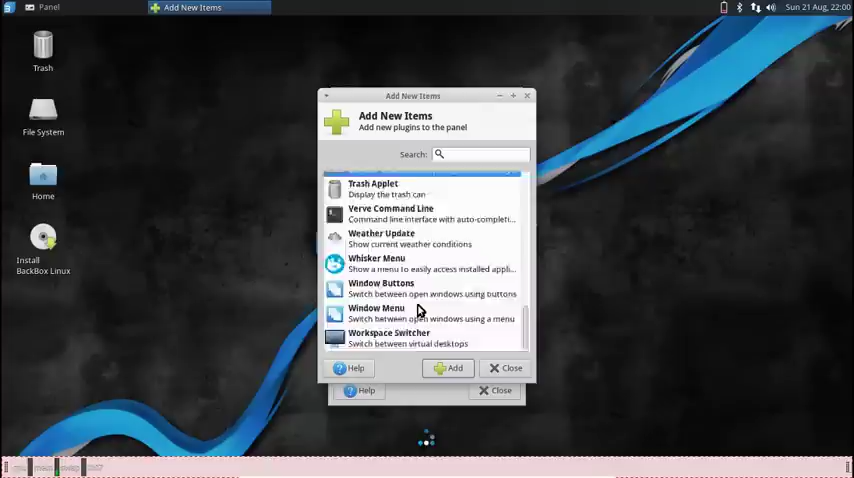 Panel
Add New Items
Sun 21 Aug, 22:00
Trash
File System
Home
Install
BackBox Linux
Add New Items
Add New Items
Add new plugins to the panel
Search:
Trash Applet
Display the trash can
Verve Command Line
Command line interface with auto-completi...
Weather Update
Show current weather conditions
Whisker Menu
Show a menu to easily access installed appli...
Window Buttons
Switch between open windows using buttons
Window Menu
Switch between open windows using a menu
Workspace Switcher
Switch between virtual desktops
Help
Add
Close
Help
Close
cpu mem swap